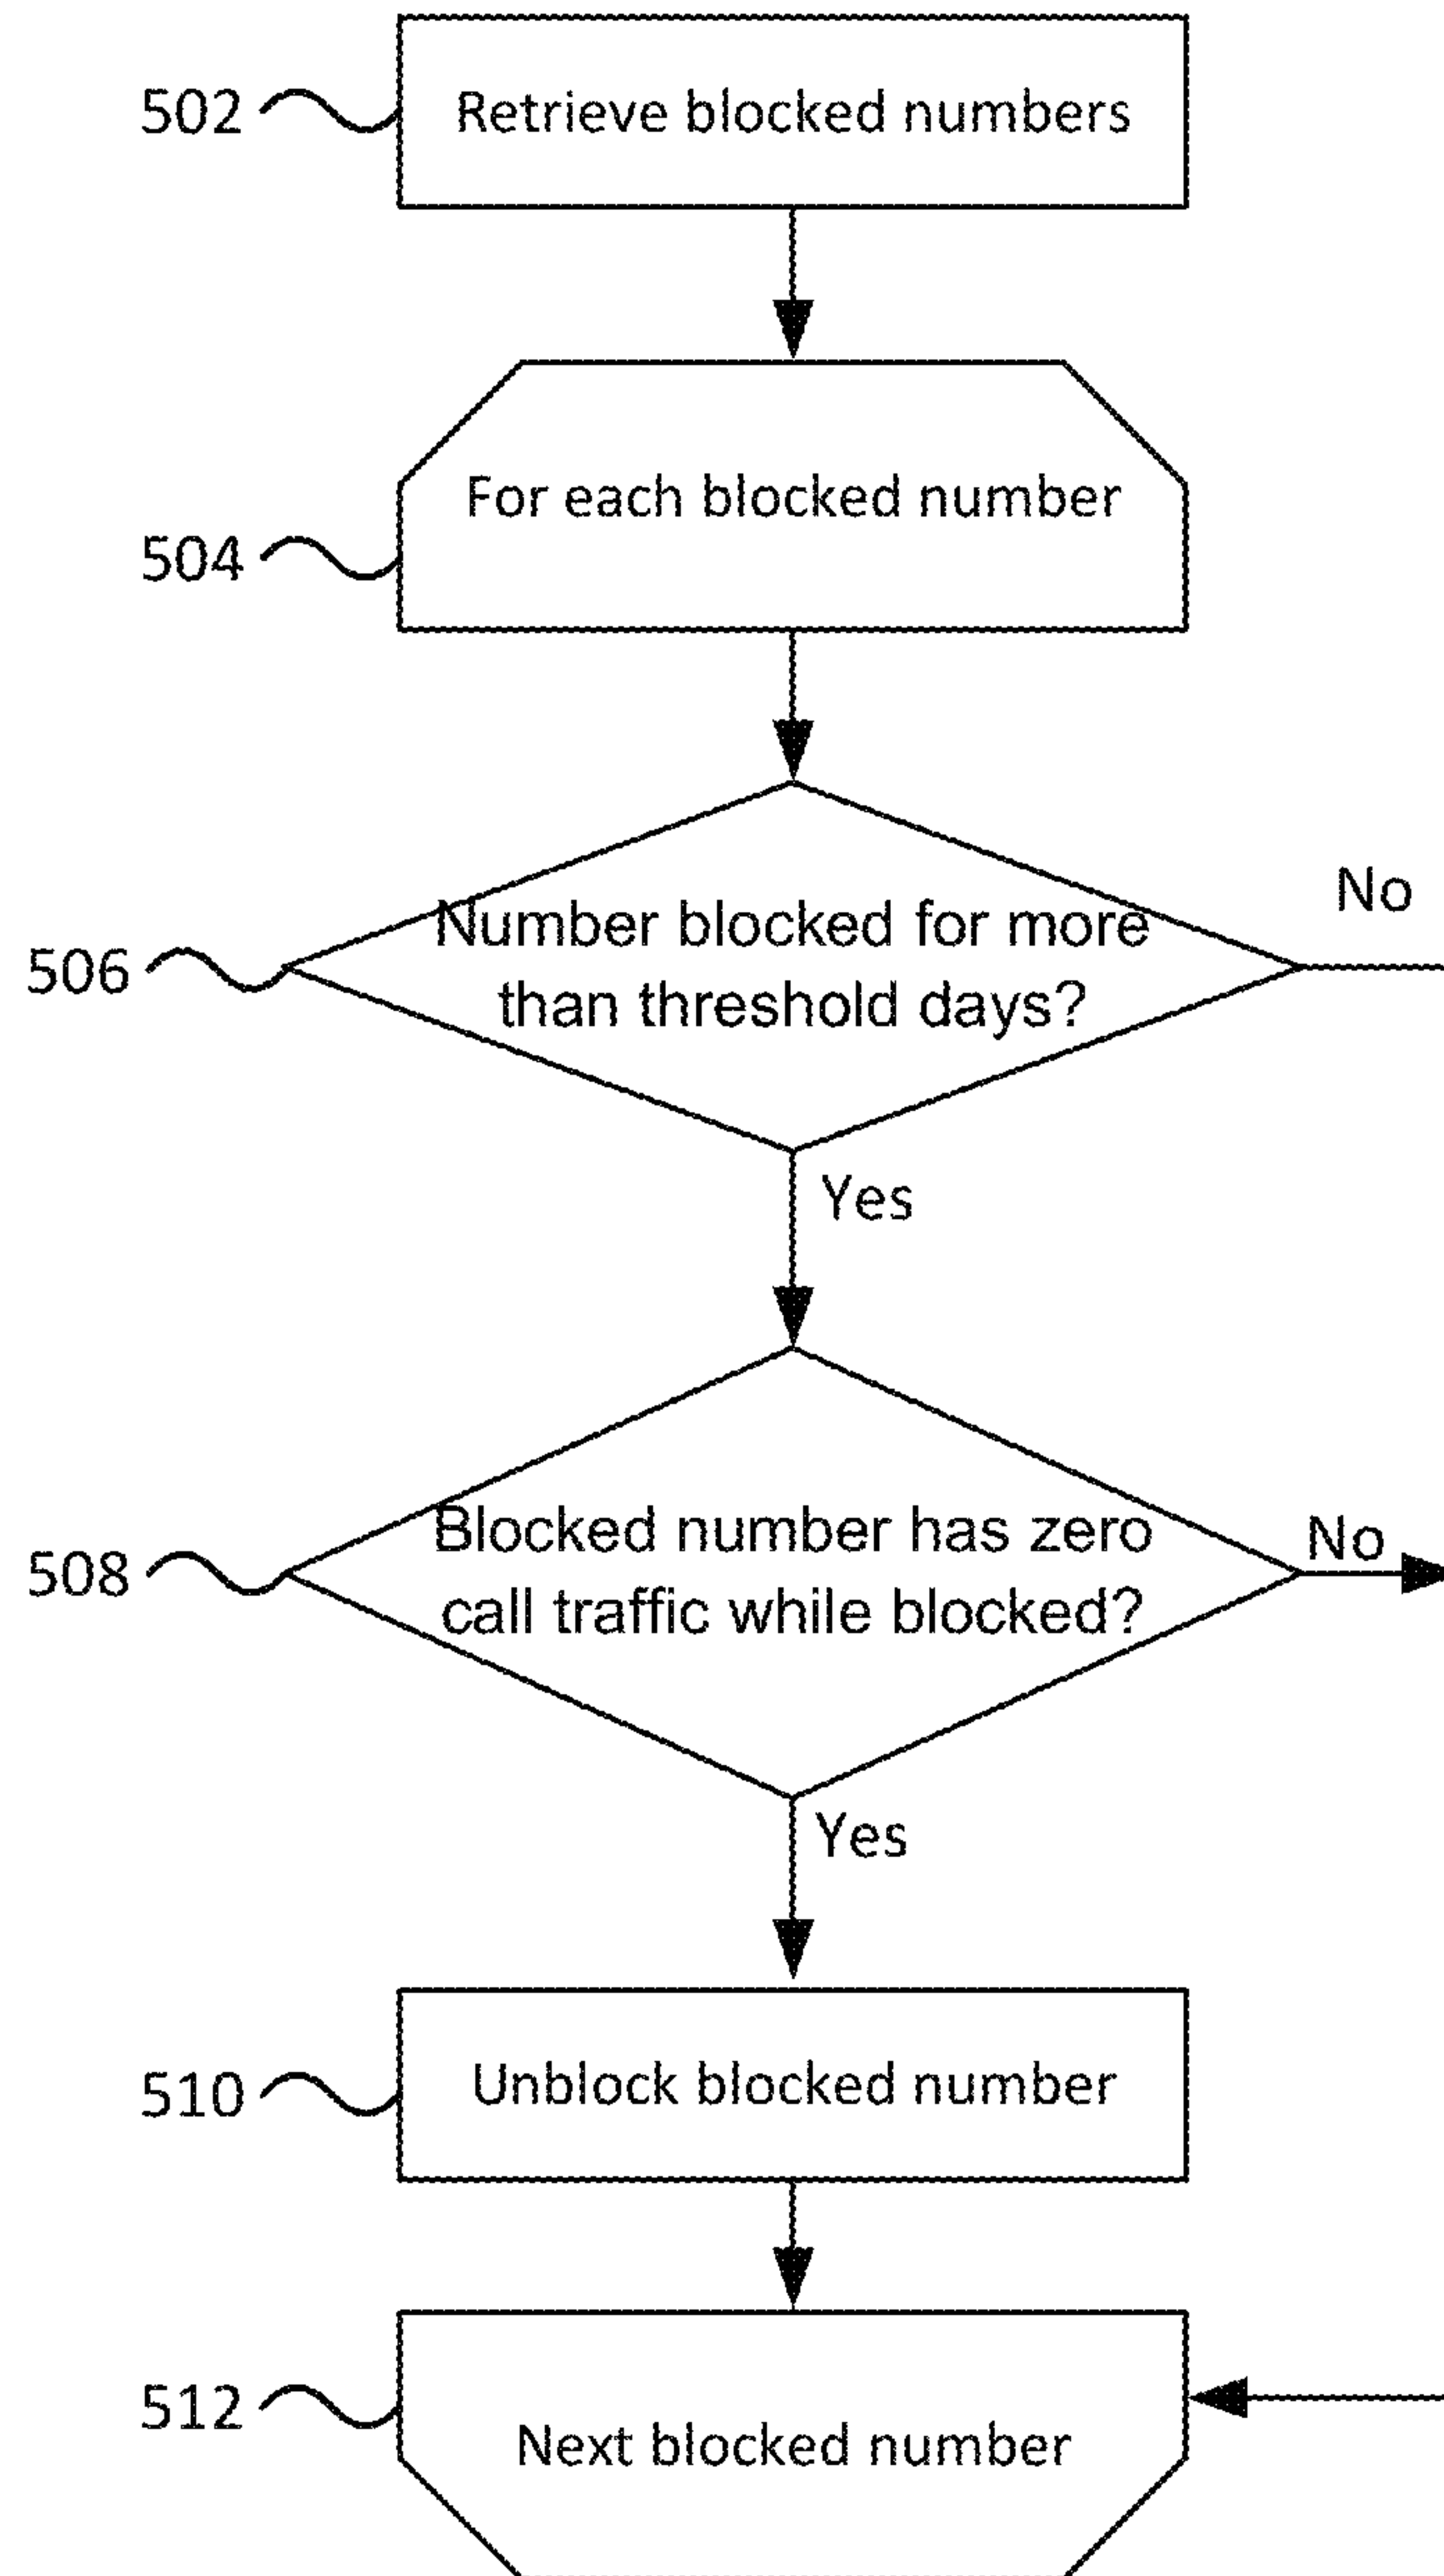 502
Retrieve blocked numbers
For each blocked number
504
No
Number blocked for more
506
than threshold days?
Yes
Blocked number has zero
No
508
call traffic while blocked?
Yes
510
Unblock blocked number
512
Next blocked number